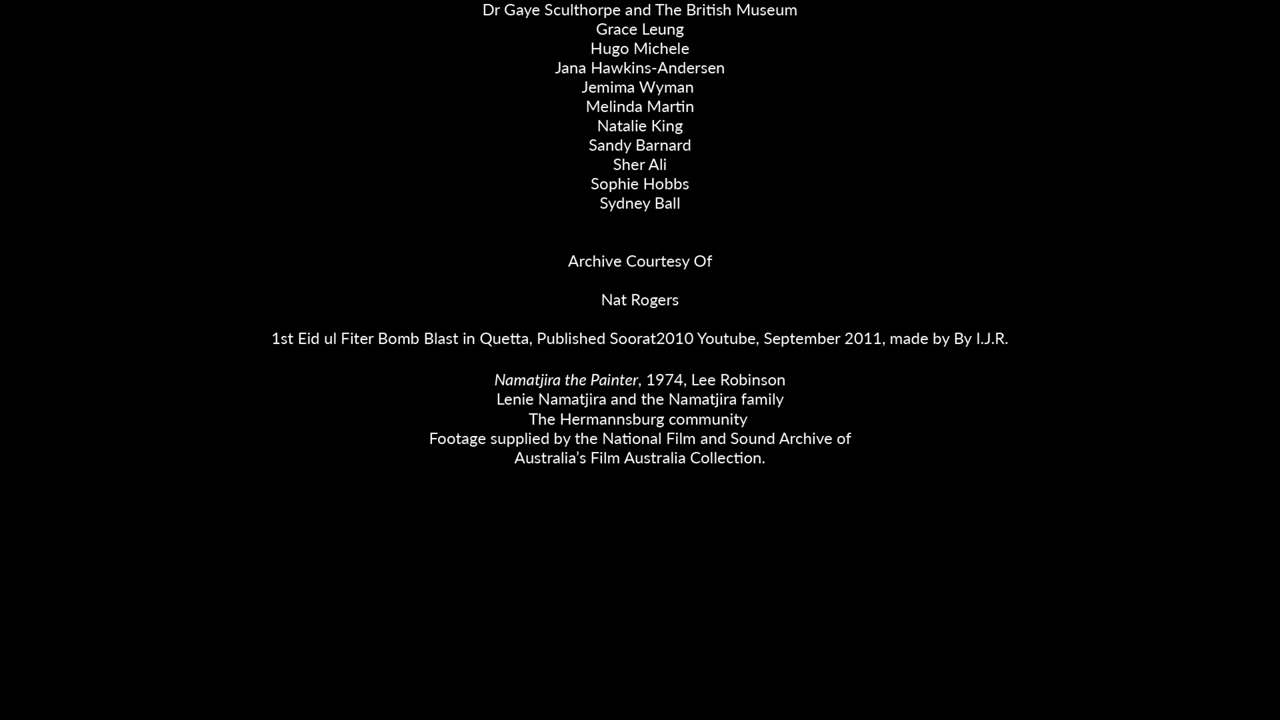 Dr Gaye Sculthorpe and The British Museum
Grace Leung
Hugo Michele
Jana Hawkins-Andersen
Jemima Wyman
Melinda Martin
Natalie King
Sandy Barnard
Sher Ali
Sophie Hobbs
Sydney Ball
Archive Courtesy Of
Nat Rogers
1st Eid ul Fiter Bomb Blast in Quetta, Published Soorat2010 Youtube, September 2011, made by By I.J.R.
Namatjira the Painter, 1974, Lee Robinson
Lenie Namatjira and the Namatjira family
The Hermannsburg community
Footage supplied by the National Film and Sound Archive of
Australia's Film Australia Collection.